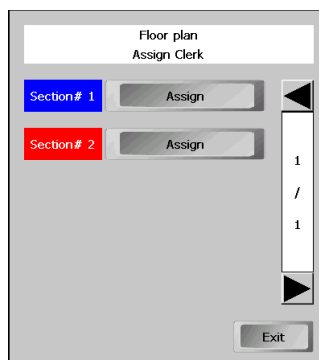 Floor plan
Assign Clerk
Section# 1 Assign
Section# 2 Assign
1
/
1
Exit